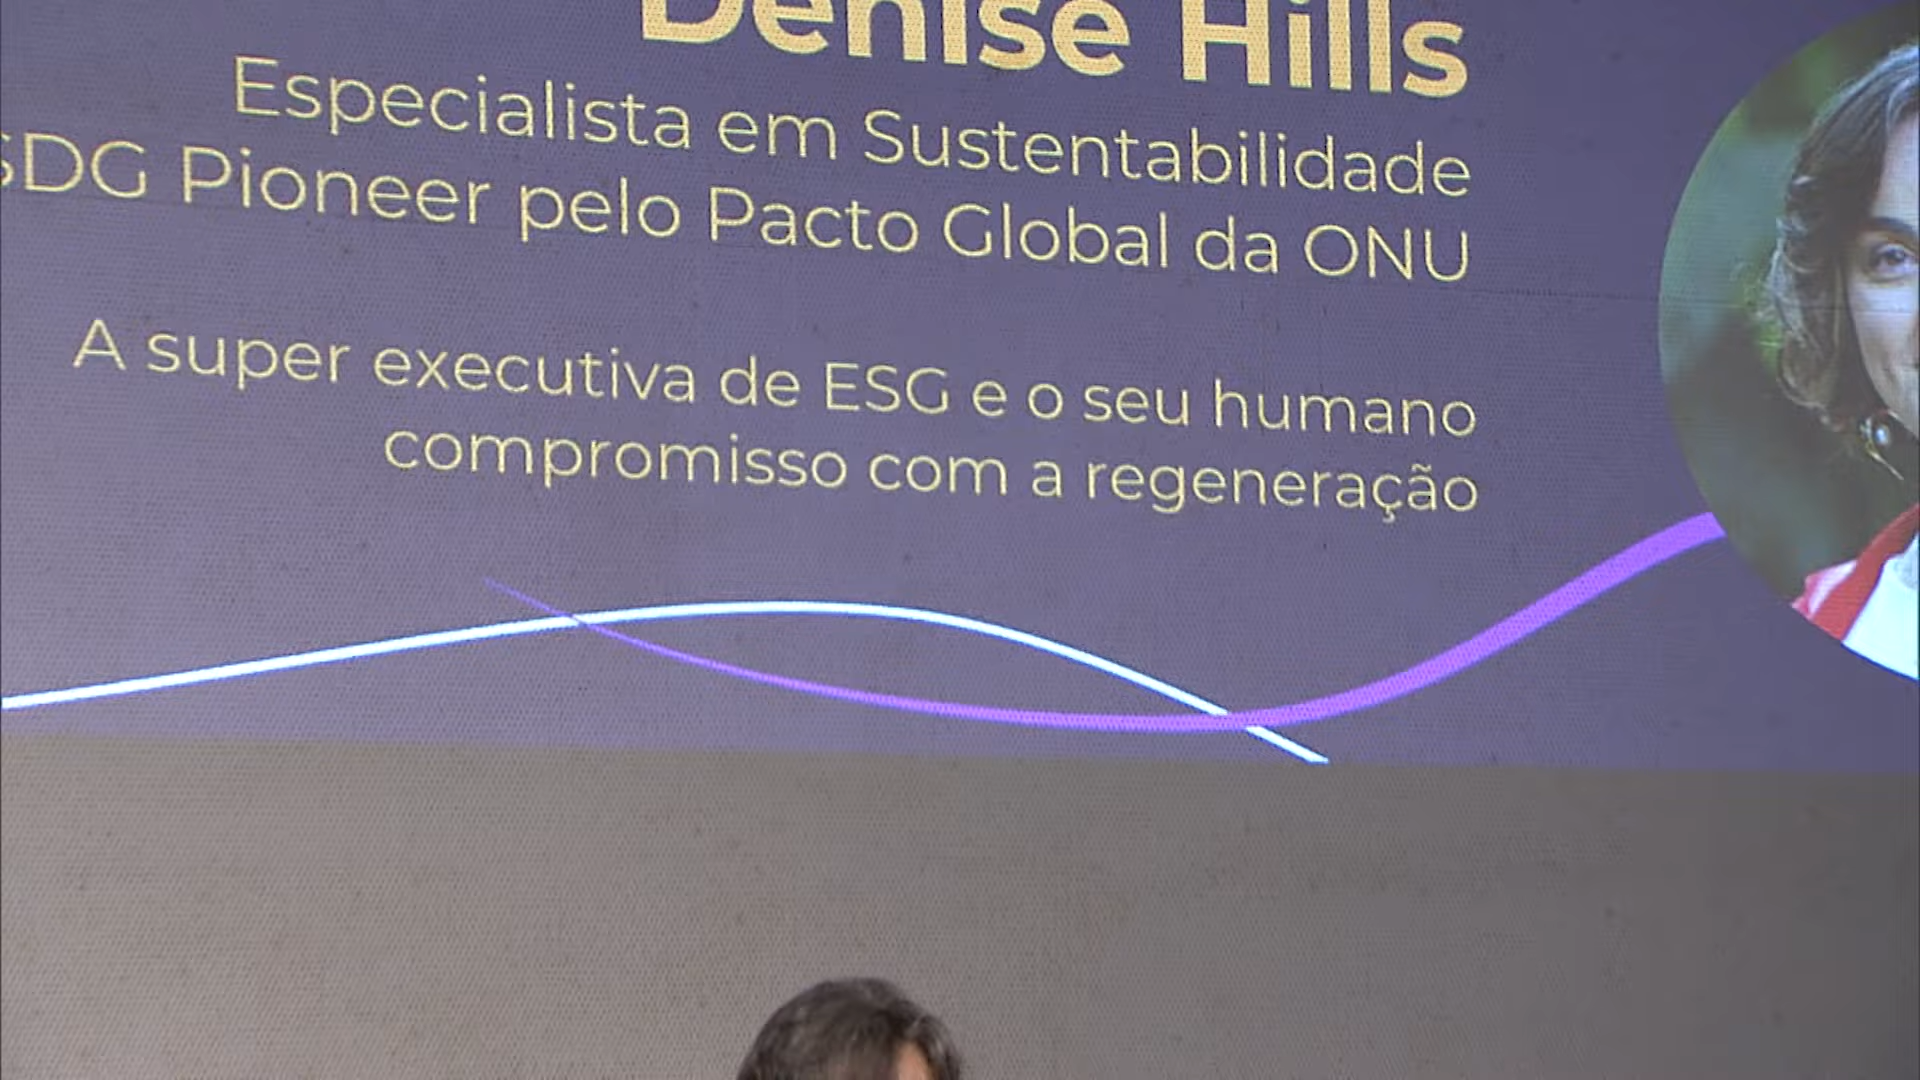 Denise Hills
Especialista em Sustentabilidade
SDG Pioneer pelo Pacto Global da ONU
A super executiva de ESG e o seu humano
compromisso com a regeneração